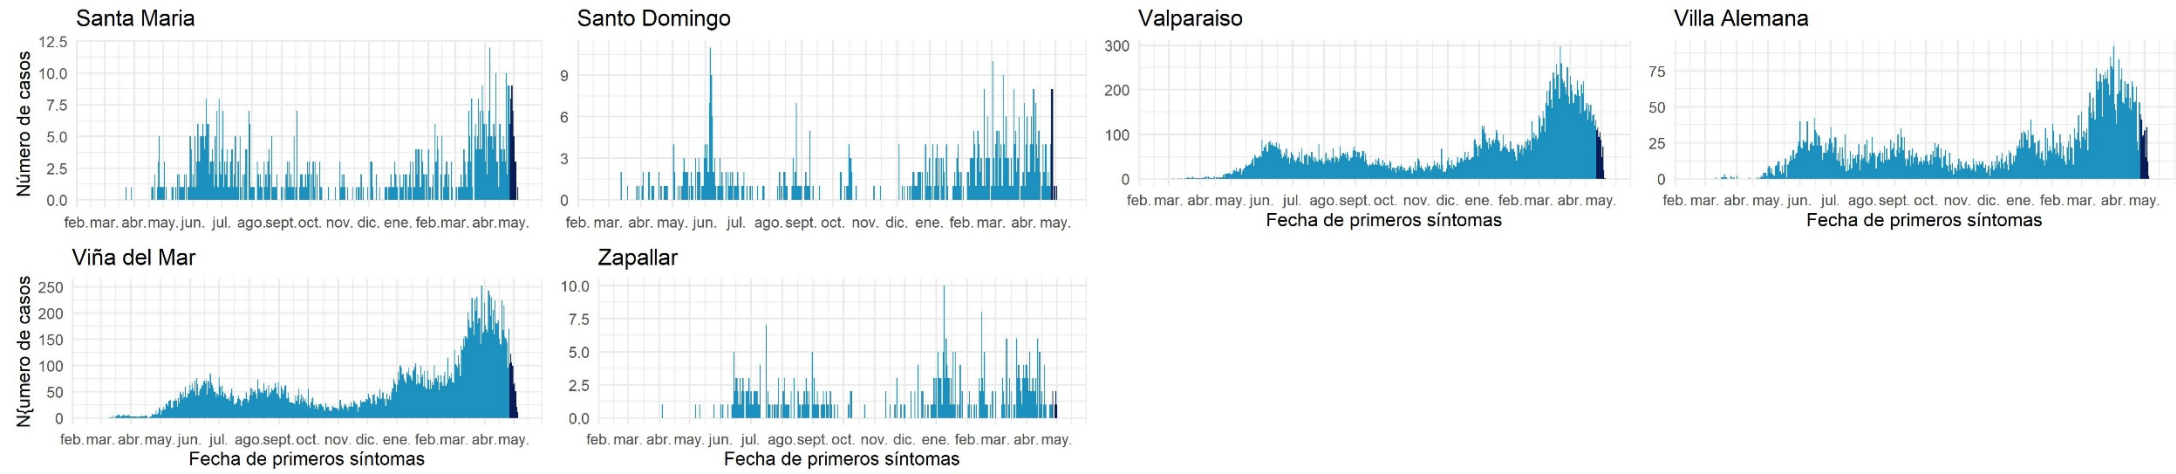 Santa Maria
Número de casos
12.5
10.0
7.5
5.0
2.5
0.0
feb. mar. abr. may. jun. jul. ago. sept. oct. nov. dic. ene. feb. mar. abr. may.
Santo Domingo
9
6
3
0
feb. mar. abr. may. jun. jul. ago. sept. oct. nov. dic. ene. feb. mar. abr. may.
Valparaiso
300
200
100
0
feb. mar. abr. may. jun. jul. ago. sept. oct. nov. dic. ene. feb. mar. abr. may.
Fecha de primeros síntomas
Villa Alemana
75
50
25
0
feb. mar. abr. may. jun. jul. ago. sept. oct. nov. dic. ene. feb. mar. abr. may.
Fecha de primeros síntomas
Viña del Mar
N{umero de casos
250
200
150
100
50
0
feb. mar. abr. may. jun. jul. ago. sept. oct. nov. dic. ene. feb. mar. abr. may.
Fecha de primeros síntomas
Zapallar
10.0
7.5
5.0
2.5
0.0
feb. mar. abr. may. jun. jul. ago. sept. oct. nov. dic. ene. feb. mar. abr. may.
Fecha de primeros síntomas